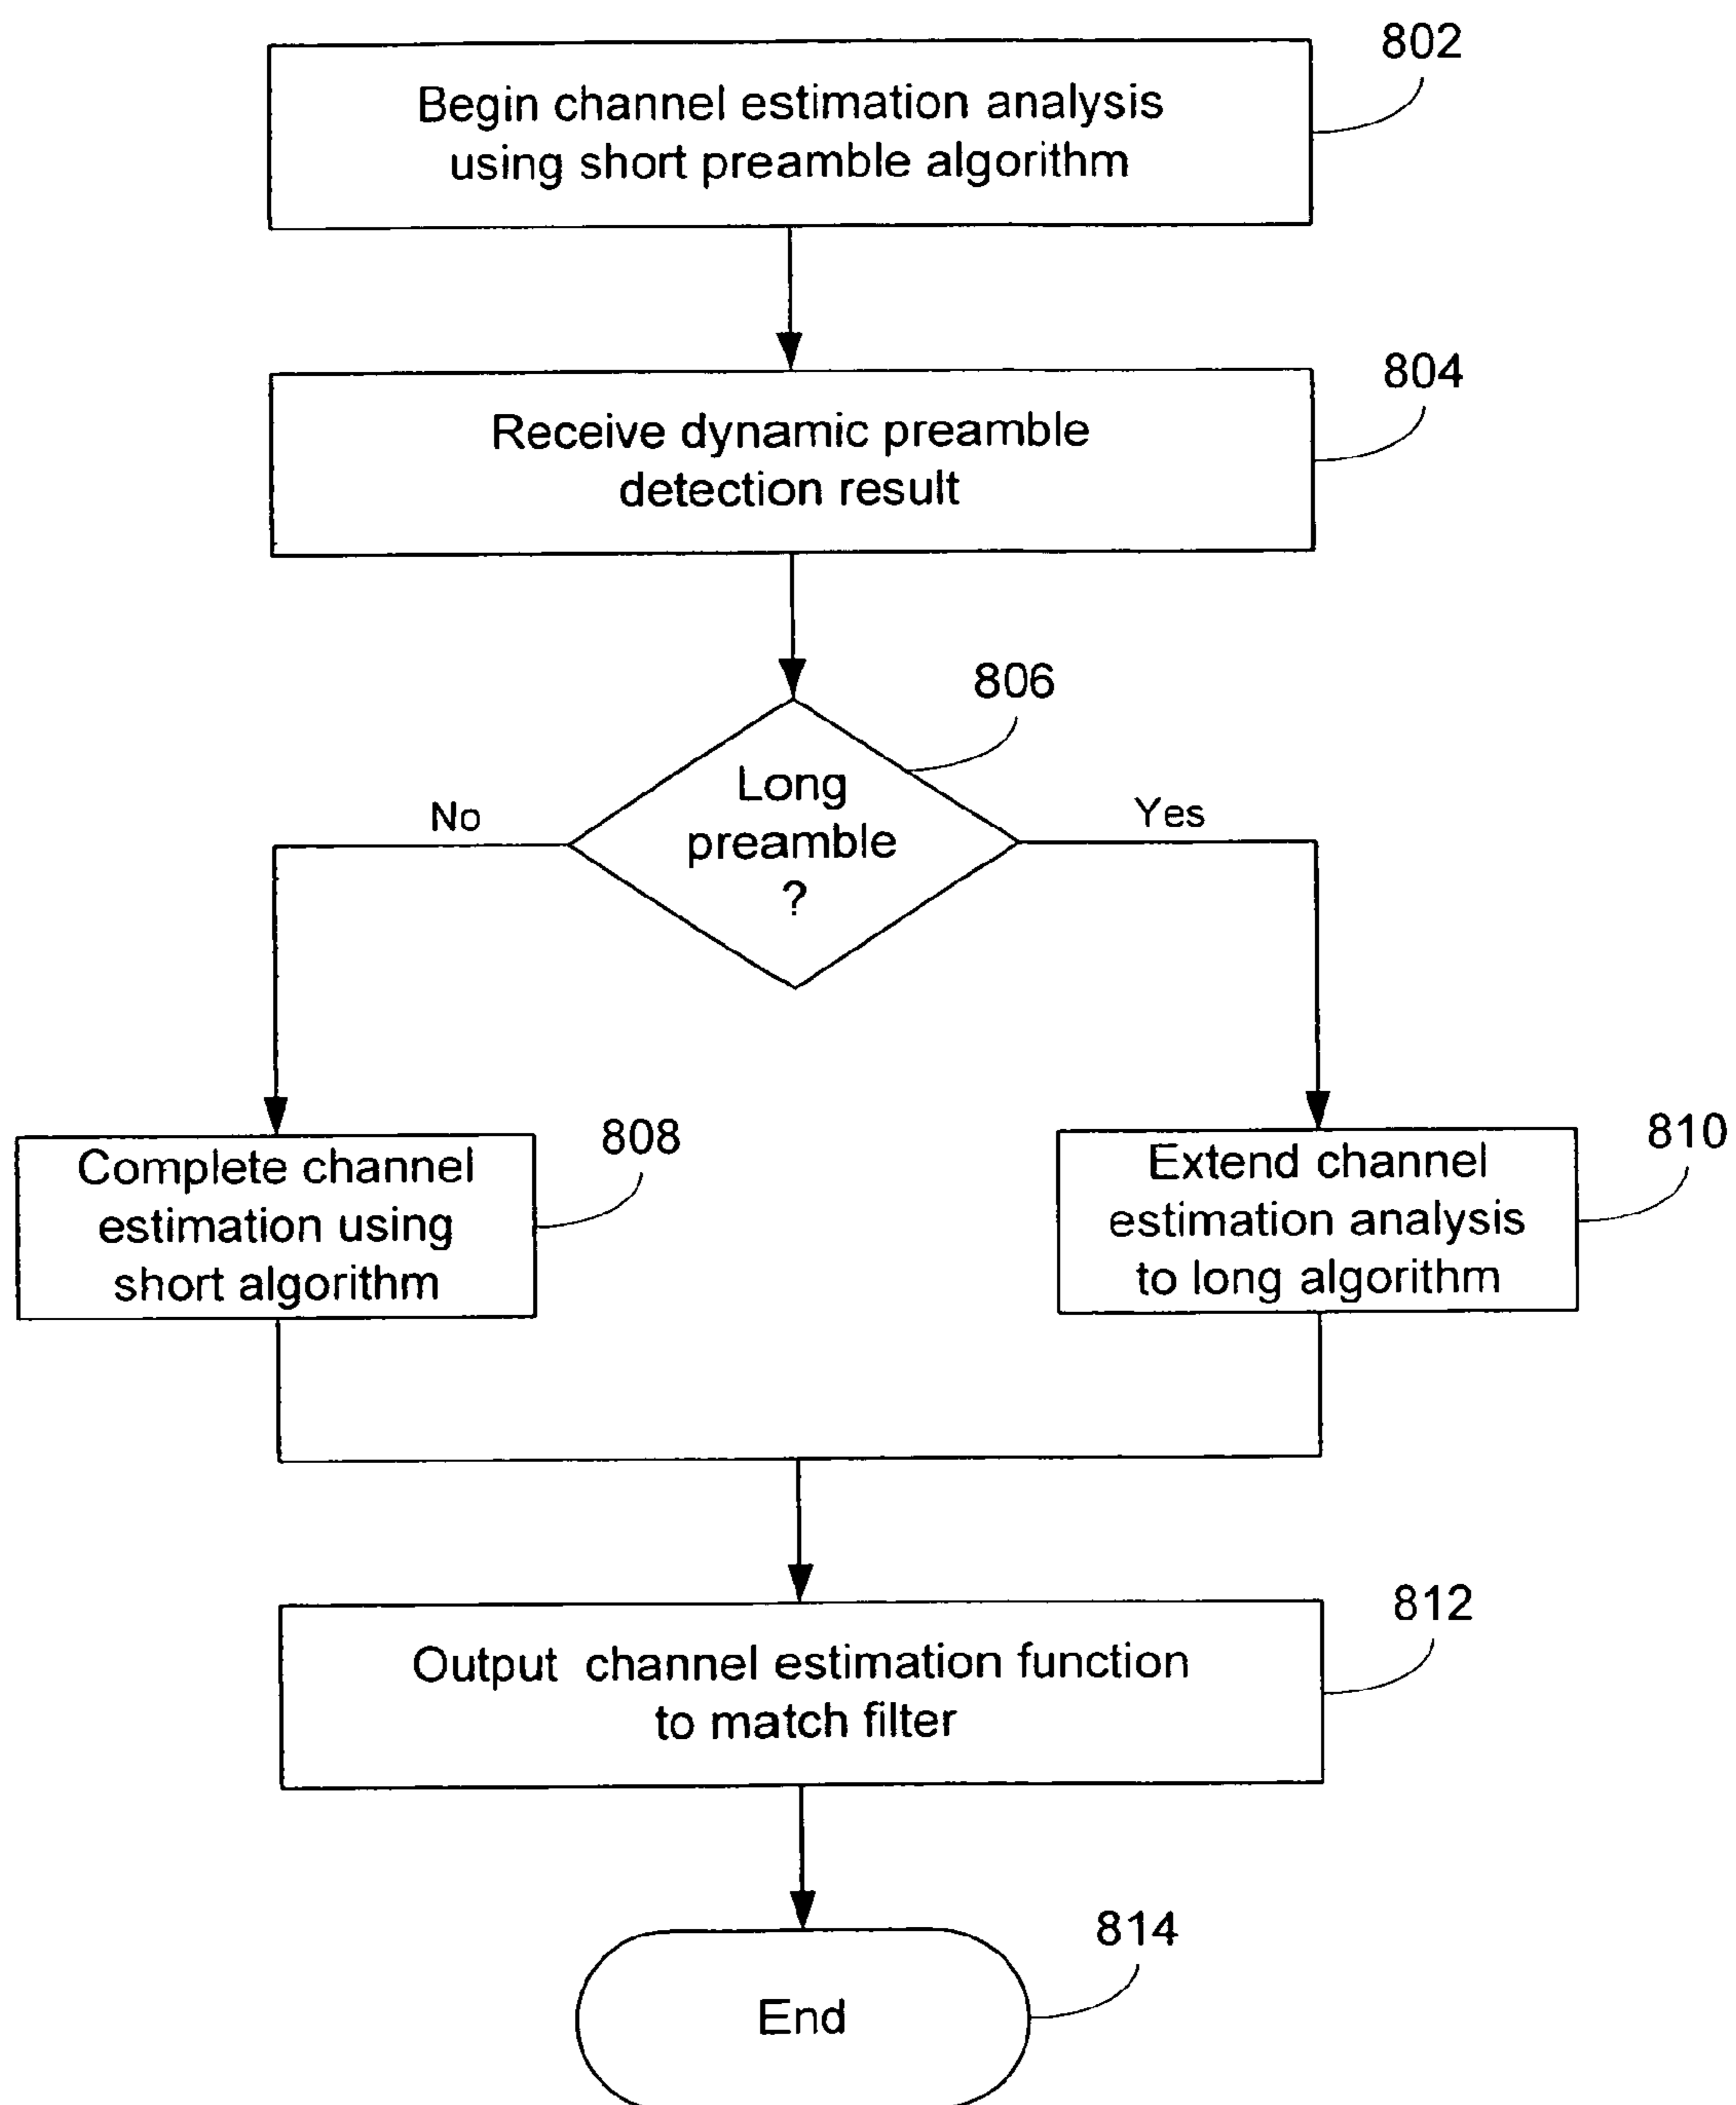 802
Begin channel estimation analysis
using short preamble algorithm
804
Receive dynamic preamble
detection result
806
Long
preamble
?
No
Yes
808
Complete channel
estimation using
short algorithm
810
Extend channel
estimation analysis
to long algorithm
812
Output channel estimation function
to match filter
814
End